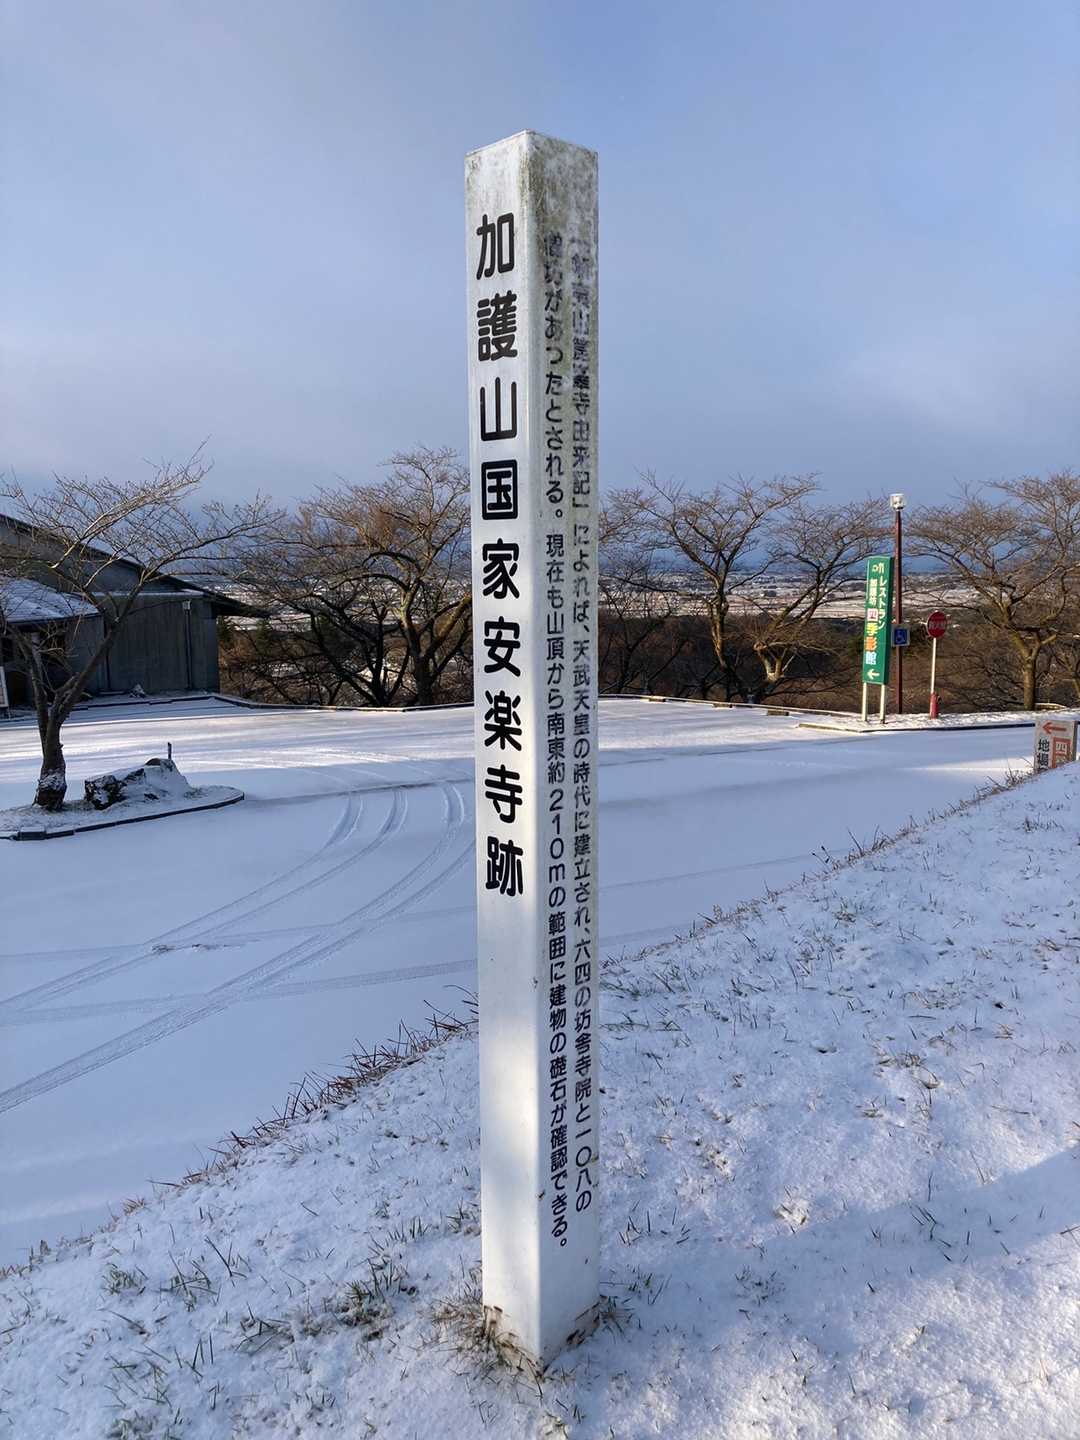 加護山国家安楽寺跡
山箟峯寺由来記」によれば、天武天皇の時代に建立され、六四の坊舎寺院と一〇八の
僧坊があったとされる。現在も山頂から南東約210mの範囲に建物の礎石が確認できる。
レストラン
加護坊
四季彩館